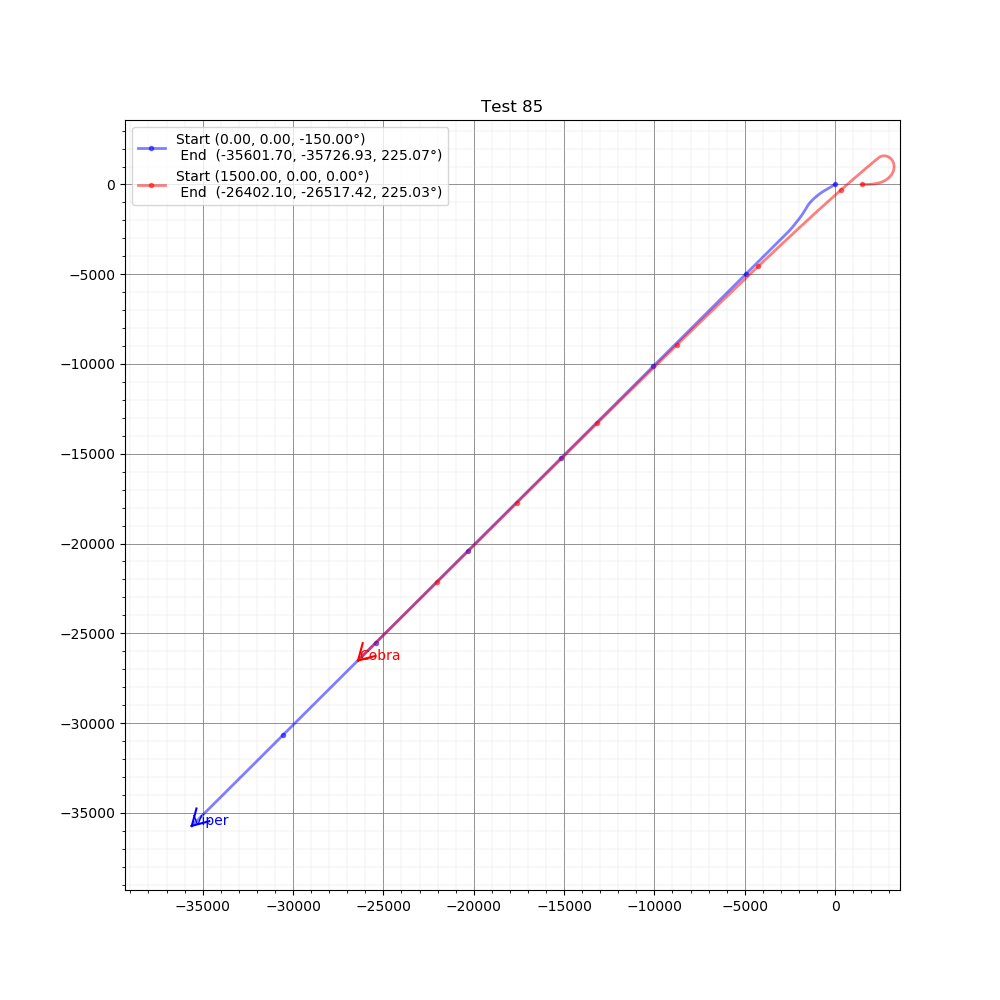 Test 85
Start (0.00, 0.00, -150.00°)
End  (-35601.70, -35726.93, 225.07°)
Start (1500.00, 0.00, 0.00°)
End  (-26402.10, -26517.42, 225.03°)
0
−5000
−10000
−15000
−20000
−25000
−30000
−35000
Cobra
Viper
−35000 −30000 −25000 −20000 −15000 −10000 −5000 0